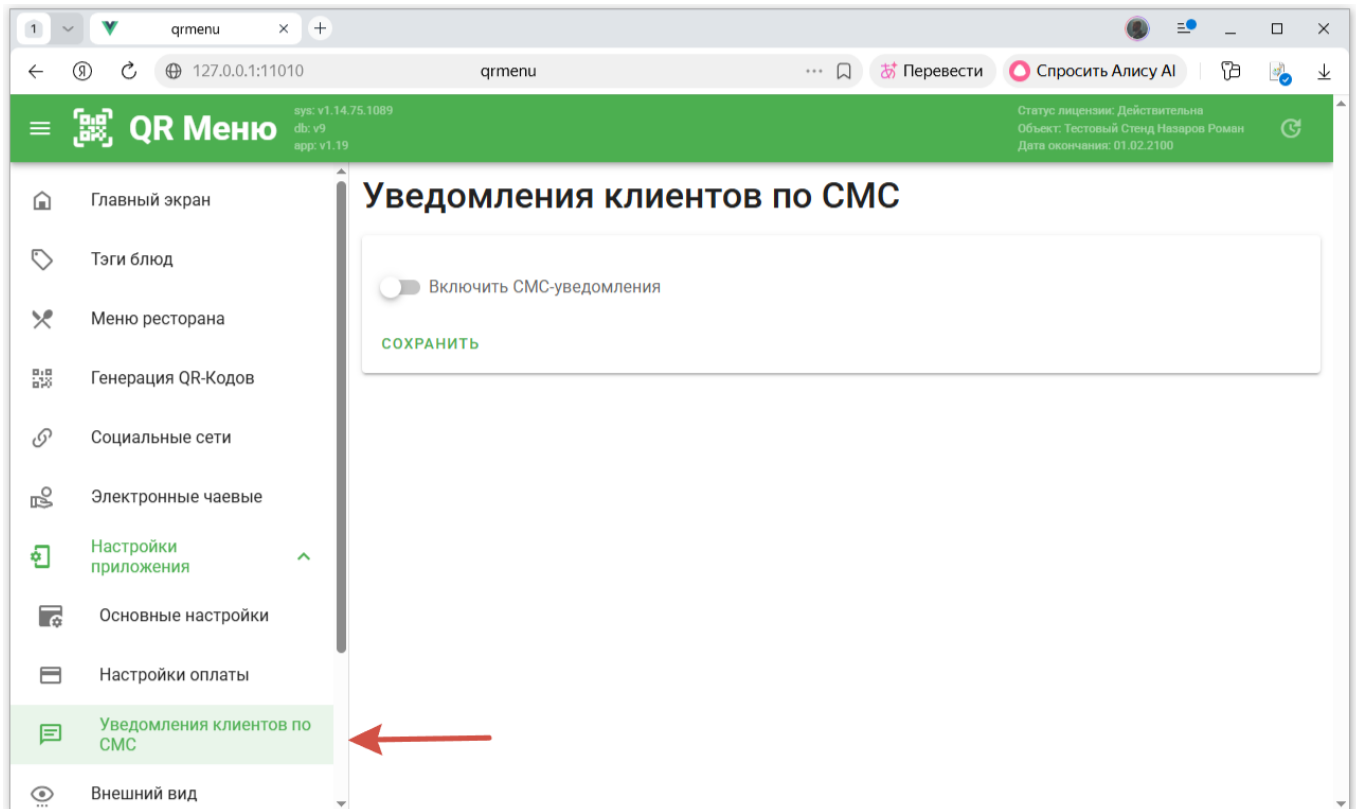 1
qrmenu
127.0.0.1:11010
qrmenu
Перевести
Спросить Алису AI
QR Меню
sys: v1.14.75.1089
db: v9
app: v1.19
Статус лицензии: Действительна
Объект: Тестовый Стенд Назаров Роман
Дата окончания: 01.02.2100
Главный экран
Тэги блюд
Меню ресторана
Генерация QR-Кодов
Социальные сети
Электронные чаевые
Настройки
приложения
Основные настройки
Настройки оплаты
Уведомления клиентов по
СМС
Внешний вид
Уведомления клиентов по СМС
Включить СМС-уведомления
СОХРАНИТЬ